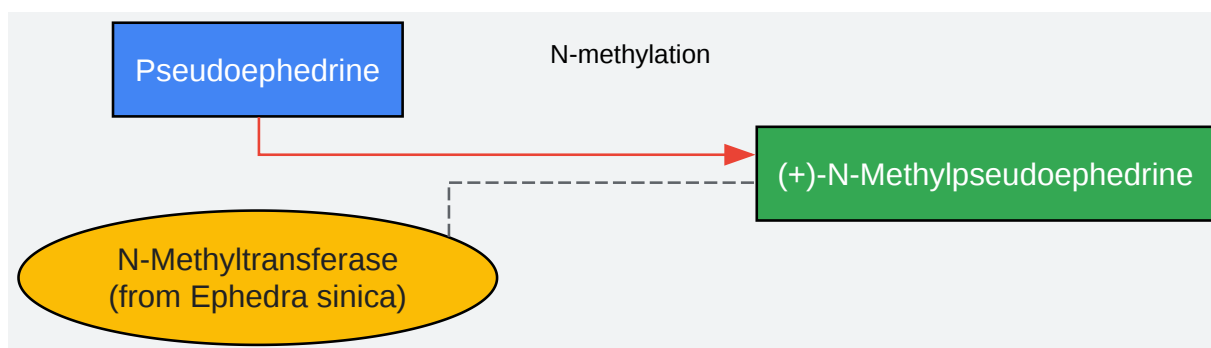 Pseudoephedrine
N-methylation
(+)-N-Methylpseudoephedrine
N-Methyltransferase
(from Ephedra sinica)